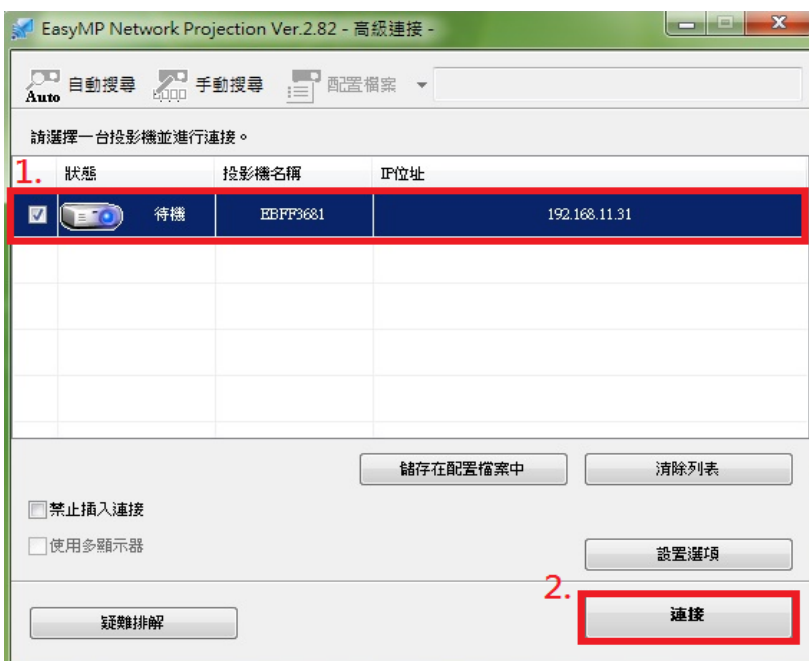 EasyMP Network Projection Ver.2.82 - 高級連接 -
Auto 自動搜尋 手動搜尋 配置檔案
請選擇一台投影機並進行連接。
1. 狀態 投影機名稱 IP位址
待機 EBFF3681 192.168.11.31
儲存在配置檔案中 清除列表
禁止插入連接
使用多顯示器 設置選項
2.
疑難排解 連接